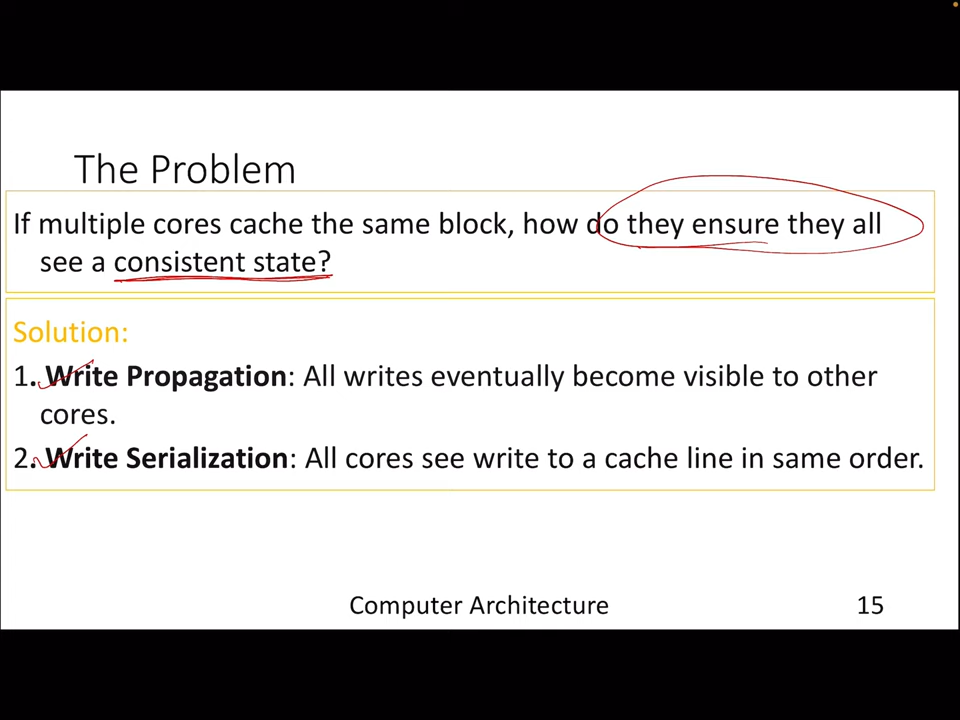 The Problem
If multiple cores cache the same block, how do they ensure they all
see a consistent state?
Solution:
1. Write Propagation: All writes eventually become visible to other
cores.
2. Write Serialization: All cores see write to a cache line in same order.
Computer Architecture
15